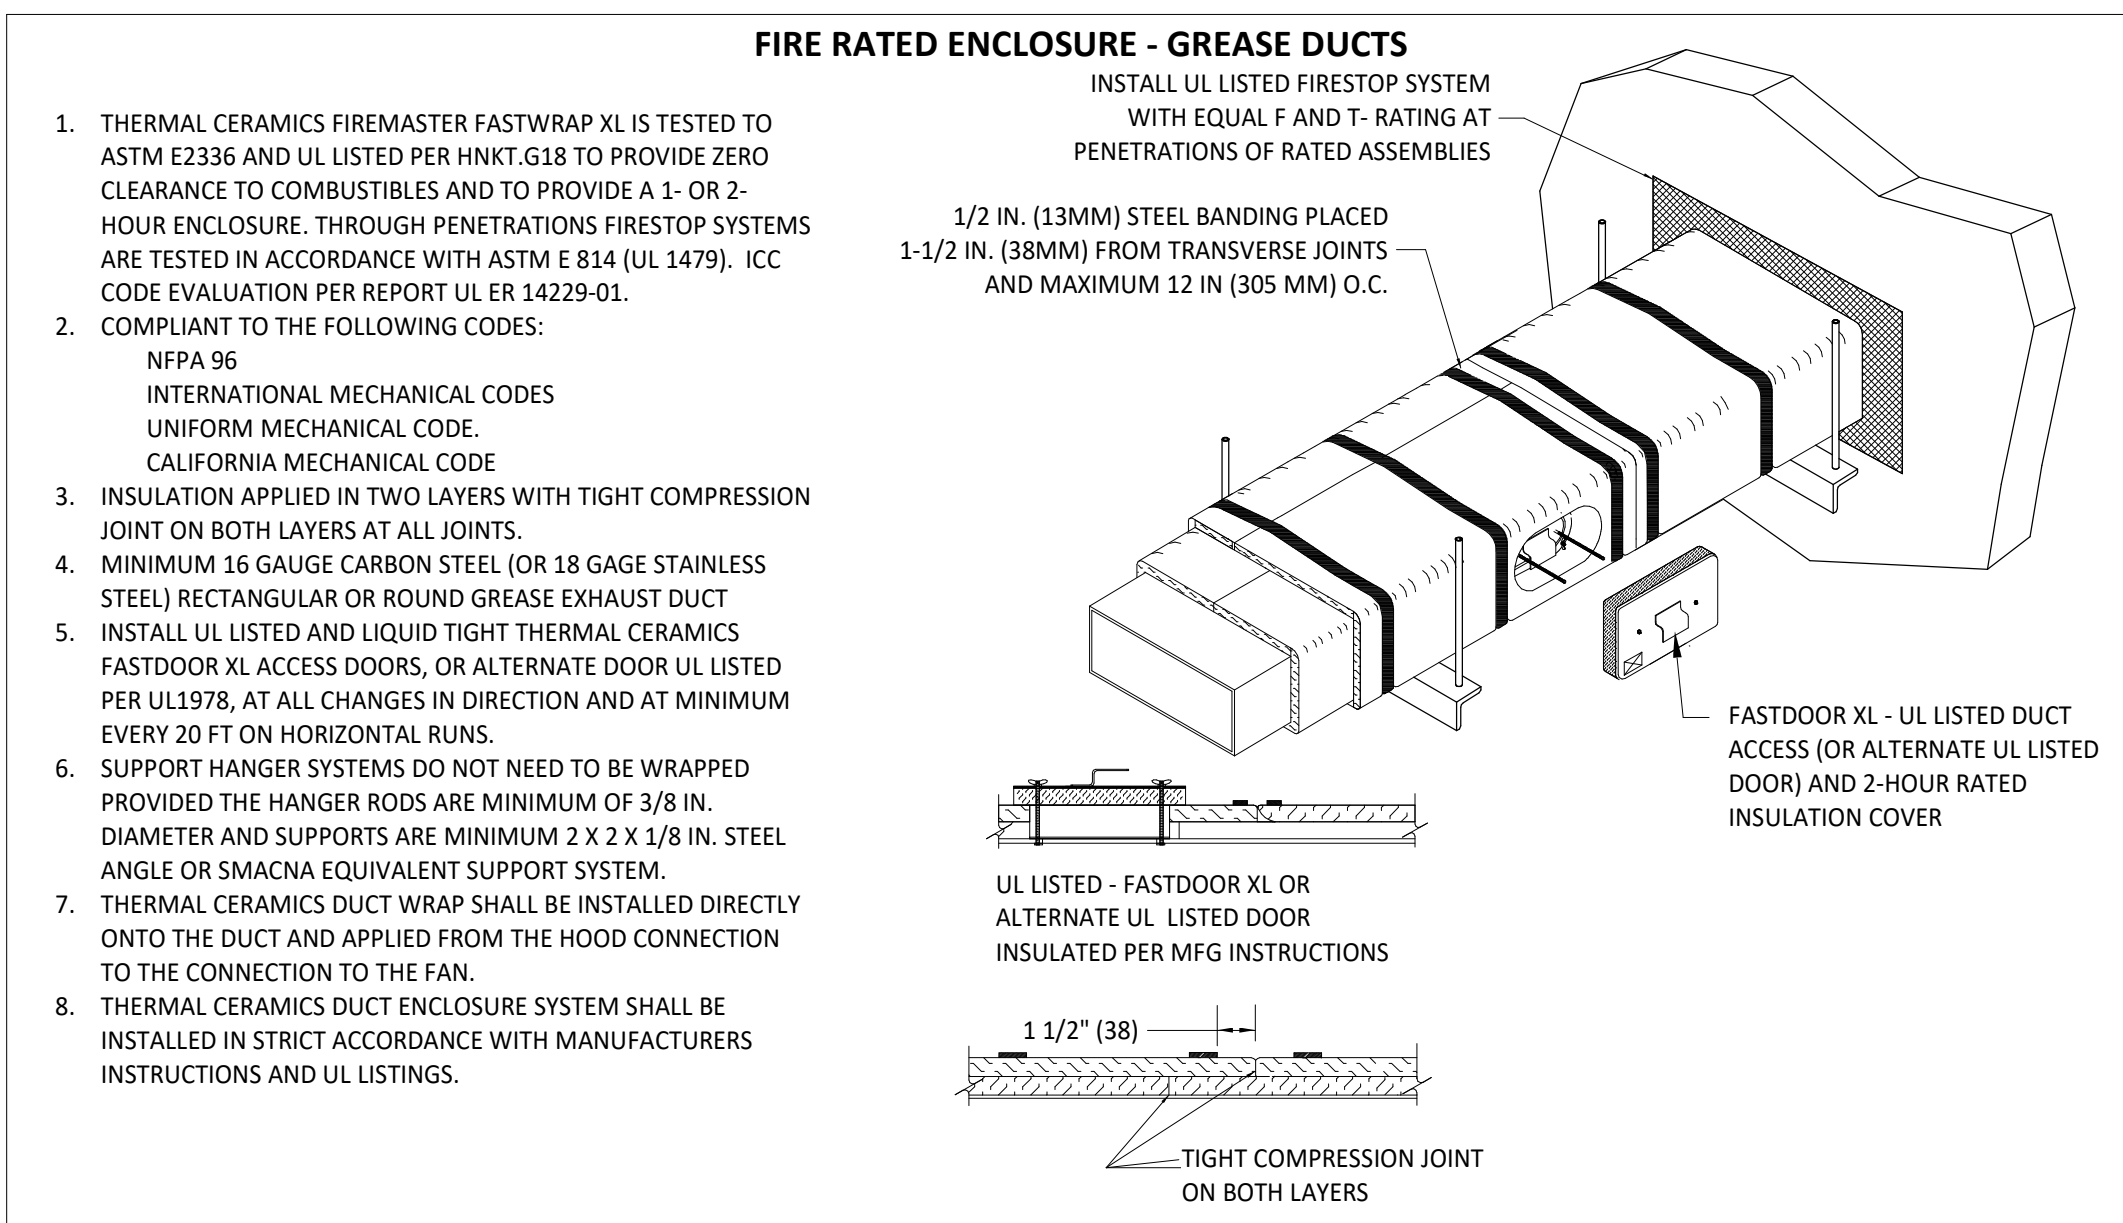 FIRE RATED ENCLOSURE - GREASE DUCTS
1. THERMAL CERAMICS FIREMASTER FASTWRAP XL IS TESTED TO
ASTM E2336 AND UL LISTED PER HNKT.G18 TO PROVIDE ZERO
CLEARANCE TO COMBUSTIBLES AND TO PROVIDE A 1- OR 2-
HOUR ENCLOSURE. THROUGH PENETRATIONS FIRESTOP SYSTEMS
ARE TESTED IN ACCORDANCE WITH ASTM E 814 (UL 1479). ICC
CODE EVALUATION PER REPORT UL ER 14229-01.
2. COMPLIANT TO THE FOLLOWING CODES:
NFPA 96
INTERNATIONAL MECHANICAL CODES
UNIFORM MECHANICAL CODE.
CALIFORNIA MECHANICAL CODE
3. INSULATION APPLIED IN TWO LAYERS WITH TIGHT COMPRESSION
JOINT ON BOTH LAYERS AT ALL JOINTS.
4. MINIMUM 16 GAUGE CARBON STEEL (OR 18 GAGE STAINLESS
STEEL) RECTANGULAR OR ROUND GREASE EXHAUST DUCT
5. INSTALL UL LISTED AND LIQUID TIGHT THERMAL CERAMICS
FASTDOOR XL ACCESS DOORS, OR ALTERNATE DOOR UL LISTED
PER UL1978, AT ALL CHANGES IN DIRECTION AND AT MINIMUM
EVERY 20 FT ON HORIZONTAL RUNS.
6. SUPPORT HANGER SYSTEMS DO NOT NEED TO BE WRAPPED
PROVIDED THE HANGER RODS ARE MINIMUM OF 3/8 IN.
DIAMETER AND SUPPORTS ARE MINIMUM 2 X 2 X 1/8 IN. STEEL
ANGLE OR SMACNA EQUIVALENT SUPPORT SYSTEM.
7. THERMAL CERAMICS DUCT WRAP SHALL BE INSTALLED DIRECTLY
ONTO THE DUCT AND APPLIED FROM THE HOOD CONNECTION
TO THE CONNECTION TO THE FAN.
8. THERMAL CERAMICS DUCT ENCLOSURE SYSTEM SHALL BE
INSTALLED IN STRICT ACCORDANCE WITH MANUFACTURERS
INSTRUCTIONS AND UL LISTINGS.
INSTALL UL LISTED FIRESTOP SYSTEM
WITH EQUAL F AND T- RATING AT
PENETRATIONS OF RATED ASSEMBLIES
1/2 IN. (13MM) STEEL BANDING PLACED
1-1/2 IN. (38MM) FROM TRANSVERSE JOINTS
AND MAXIMUM 12 IN (305 MM) O.C.
FASTDOOR XL - UL LISTED DUCT
ACCESS (OR ALTERNATE UL LISTED
DOOR) AND 2-HOUR RATED
INSULATION COVER
UL LISTED - FASTDOOR XL OR
ALTERNATE UL LISTED DOOR
INSULATED PER MFG INSTRUCTIONS
1 1/2" (38)
TIGHT COMPRESSION JOINT
ON BOTH LAYERS